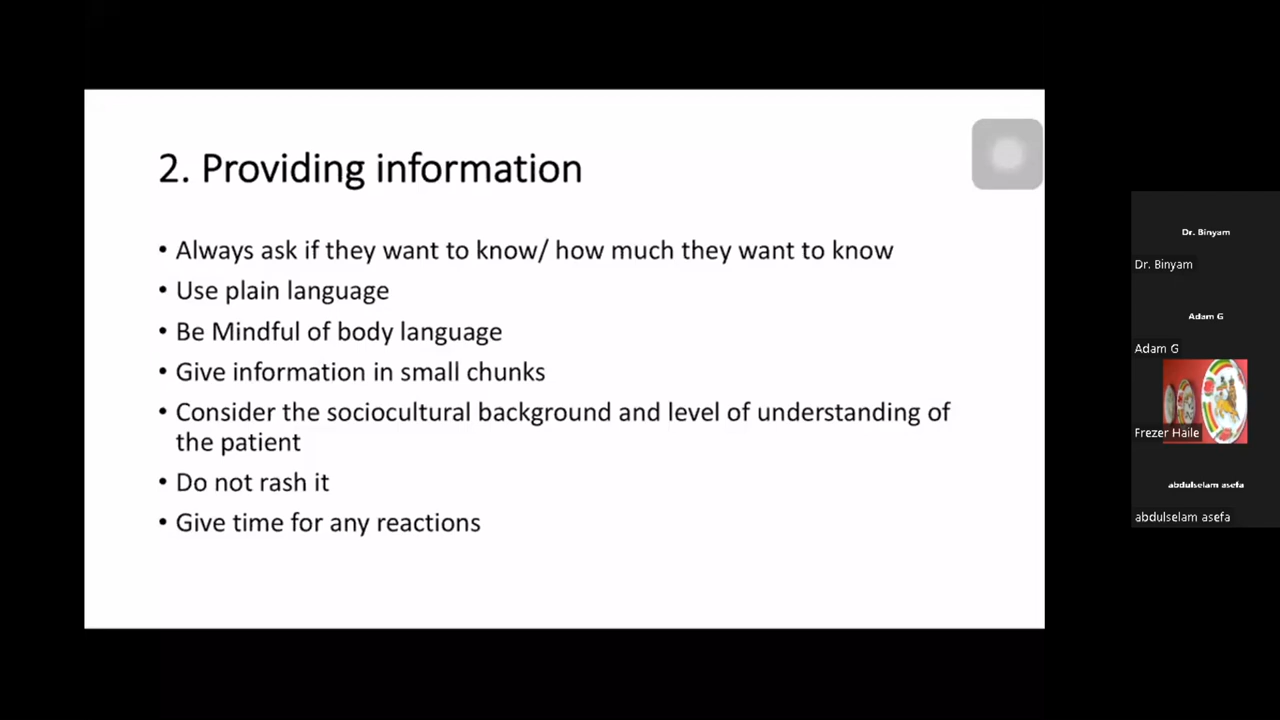 2. Providing information
• Always ask if they want to know/ how much they want to know
• Use plain language
• Be Mindful of body language
• Give information in small chunks
• Consider the sociocultural background and level of understanding of
the patient
• Do not rash it
• Give time for any reactions
Dr. Binyam
Dr. Binyam
Adam G
Adam G
Frezer Haile
abdulselam asefa
abdulselam asefa